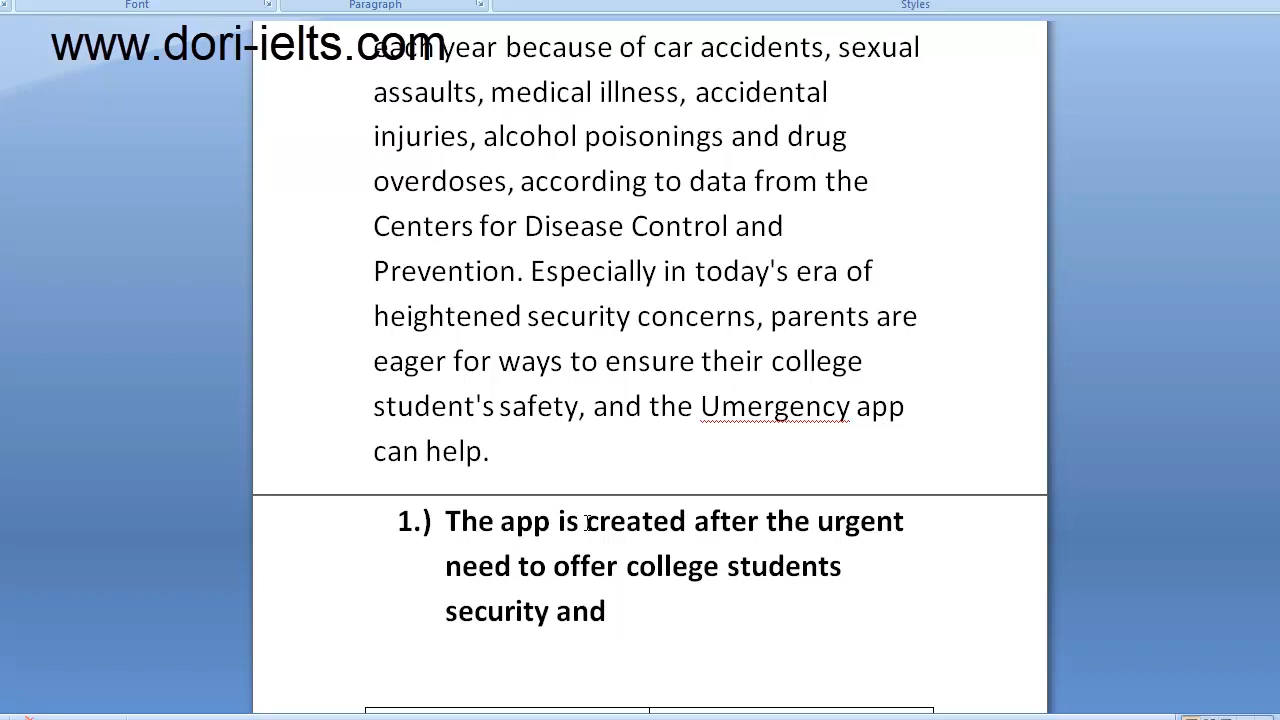 Font Paragraph Styles
www.dori-ielts.com
each year because of car accidents, sexual
assaults, medical illness, accidental
injuries, alcohol poisonings and drug
overdoses, according to data from the
Centers for Disease Control and
Prevention. Especially in today's era of
heightened security concerns, parents are
eager for ways to ensure their college
student's safety, and the Umergency app
can help.
1.) The app is created after the urgent
need to offer college students
security and